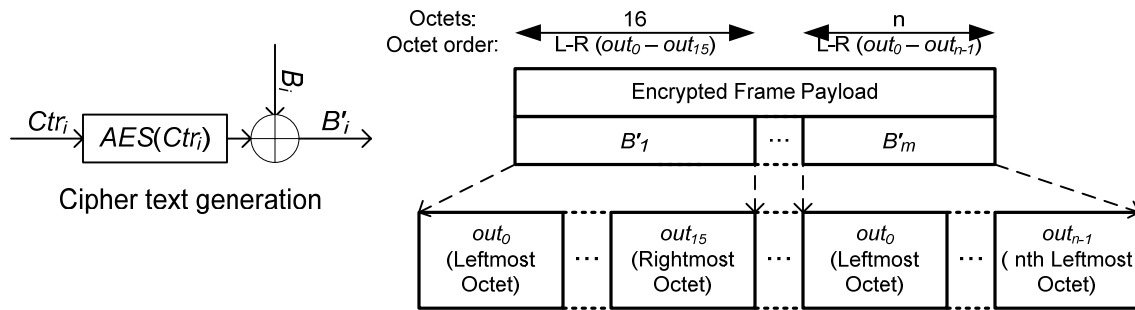 Octets:
16
n
Octet order:
L-R (out0 – out15)
L-R (out0 – outn-1)
Bi
Ctri
AES(Ctri)
B'i
Cipher text generation
Encrypted Frame Payload
B'1
...
B'm
out0
(Leftmost
Octet)
...
out15
(Rightmost
Octet)
...
out0
(Leftmost
Octet)
...
outn-1
( nth Leftmost
Octet)